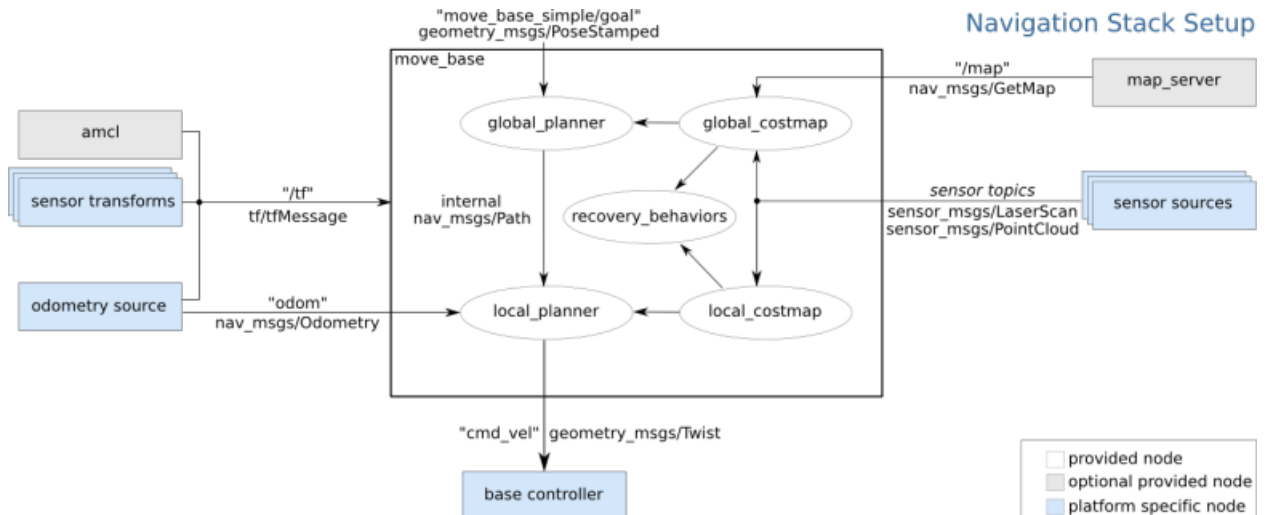 Navigation Stack Setup
"move_base_simple/goal"
geometry_msgs/PoseStamped
move_base
"/map"
nav_msgs/GetMap
map_server
global_planner
global_costmap
amcl
sensor transforms
"/tf"
tf/tfMessage
internal
nav_msgs/Path
recovery_behaviors
sensor topics
sensor_msgs/LaserScan
sensor_msgs/PointCloud
sensor sources
odometry source
"odom"
nav_msgs/Odometry
local_planner
local_costmap
"cmd_vel" geometry_msgs/Twist
base controller
provided node
optional provided node
platform specific node